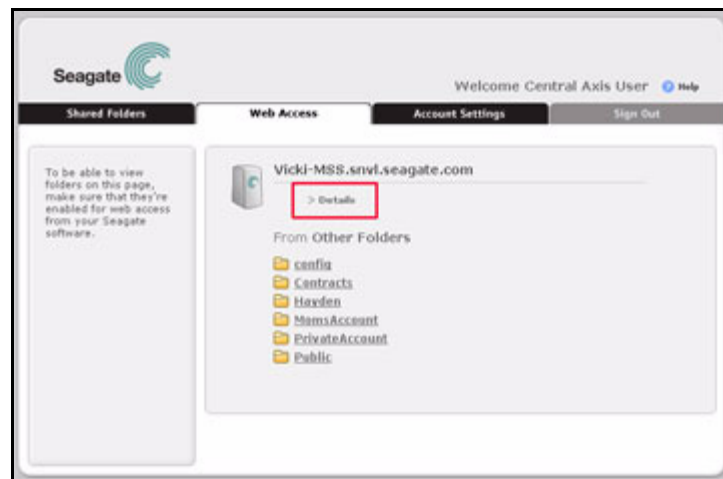 Seagate
Welcome Central Axis User ? Help
Shared Folders Web Access Account Settings Sign Out
To be able to view
folders on this page,
make sure that they're
enabled for web access
from your Seagate
software.
Vicki-MSS.snvl.seagate.com
> Details
From Other Folders
config
Contracts
Hayden
MomsAccount
PrivateAccount
Public